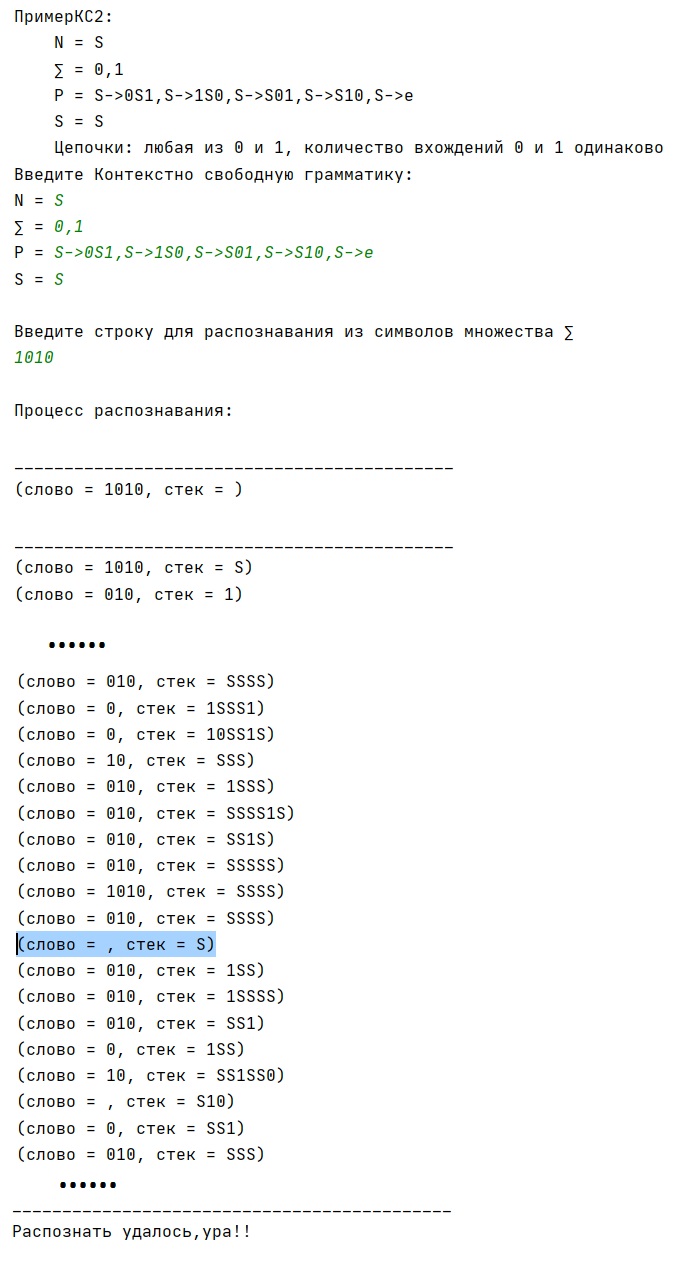 ПримерКС2:
    N = S
    ∑ = 0,1
    P = S->0S1,S->1S0,S->S01,S->S10,S->e
    S = S
    Цепочки: любая из 0 и 1, количество вхождений 0 и 1 одинаково
Введите Контекстно свободную грамматику:
N = S
∑ = 0,1
P = S->0S1,S->1S0,S->S01,S->S10,S->e
S = S
Введите строку для распознавания из символов множества ∑
1010
Процесс распознавания:
____________________________________________
(слово = 1010, стек = )
____________________________________________
(слово = 1010, стек = S)
(слово = 010, стек = 1)
••••••
(слово = 010, стек = SSSS)
(слово = 0, стек = 1SSS1)
(слово = 0, стек = 10SS1S)
(слово = 10, стек = SSS)
(слово = 010, стек = 1SSS)
(слово = 010, стек = SSSS1S)
(слово = 010, стек = SS1S)
(слово = 010, стек = SSSSS)
(слово = 1010, стек = SSSS)
(слово = 010, стек = SSSS)
(слово = , стек = S)
(слово = 010, стек = 1SS)
(слово = 010, стек = 1SSSS)
(слово = 010, стек = SS1)
(слово = 0, стек = 1SS)
(слово = 10, стек = SS1SS0)
(слово = , стек = S10)
(слово = 0, стек = SS1)
(слово = 010, стек = SSS)
••••••
____________________________________________
Распознать удалось,ура!!